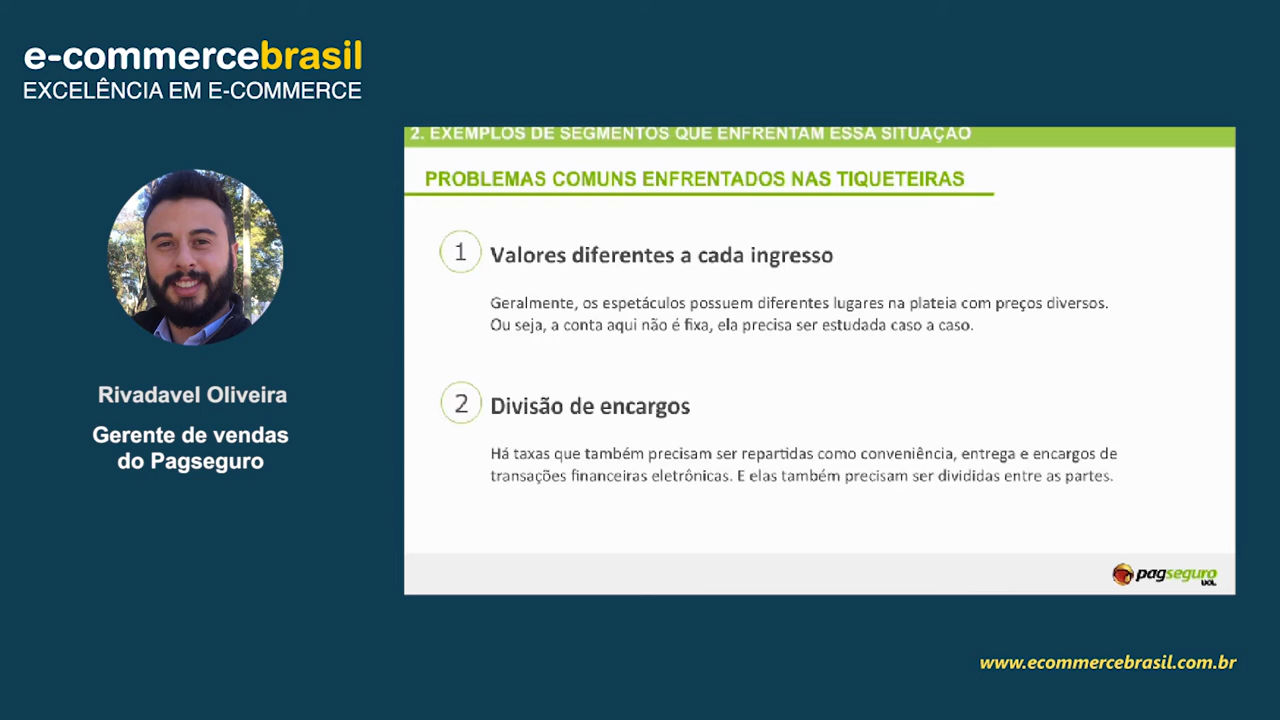 e-commercebrasil
EXCELÊNCIA EM E-COMMERCE
2. EXEMPLOS DE SEGMENTOS QUE ENFRENTAM ESSA SITUAÇÃO
PROBLEMAS COMUNS ENFRENTADOS NAS TIQUETEIRAS
1 Valores diferentes a cada ingresso
Geralmente, os espetáculos possuem diferentes lugares na plateia com preços diversos.
Ou seja, a conta aqui não é fixa, ela precisa ser estudada caso a caso.
2 Divisão de encargos
Há taxas que também precisam ser repartidas como conveniência, entrega e encargos de
transações financeiras eletrônicas. E elas também precisam ser divididas entre as partes.
Rivadavel Oliveira
Gerente de vendas
do Pagseguro
pagseguro
UOL
www.ecommercebrasil.com.br